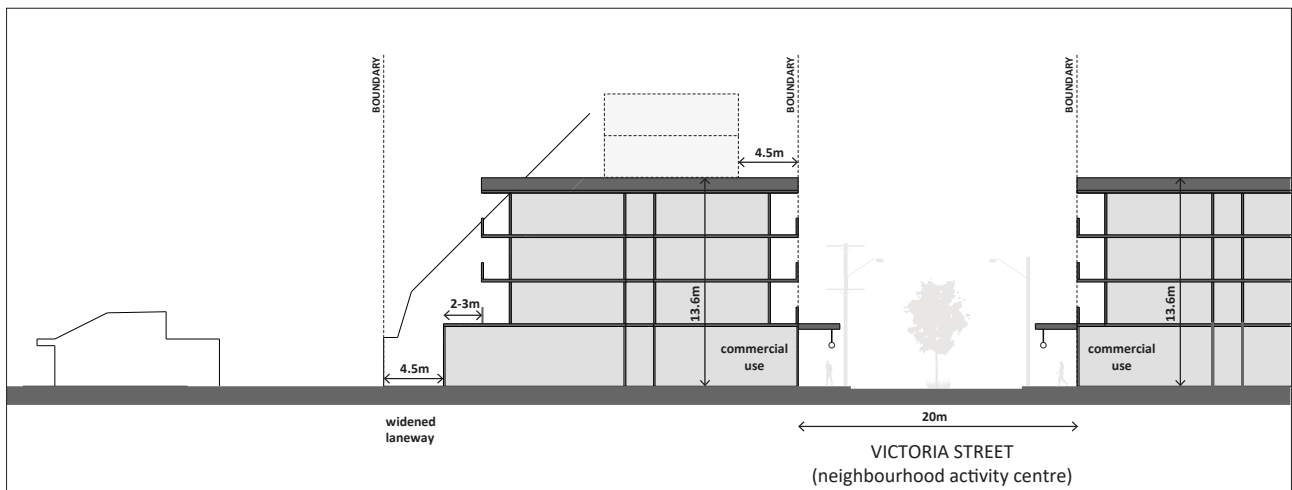 BOUNDARY
BOUNDARY
BOUNDARY
4.5m
2-3m
13.6m
13.6m
commercial
use
commercial
use
4.5m
widened
laneway
20m
VICTORIA STREET
(neighbourhood activity centre)